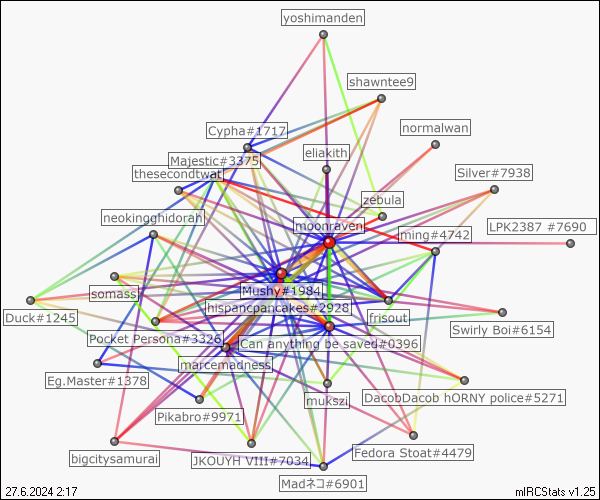 yoshimanden
shawntee9
Cypha#1717
normalwan
eliakith
Majestic#3375
thesecondtwat
Silver#7938
zebula
neokingghidorah
moonraven
LPK2387 #7690
ming#4742
somass
Mushy#1984
hispancpancakes#2928
Duck#1245
frisout
Swirly Boi#6154
Pocket Persona#3326
Can anything be saved#0396
marcemadness
Eg.Master#1378
mukszi
DacobDacob hORNY police#5271
Pikabro#9971
bigcitysamurai
JKOUYH VIII#7034
Fedora Stoat#4479
Madネコ#6901
27.6.2024 2:17
mIRCStats v1.25